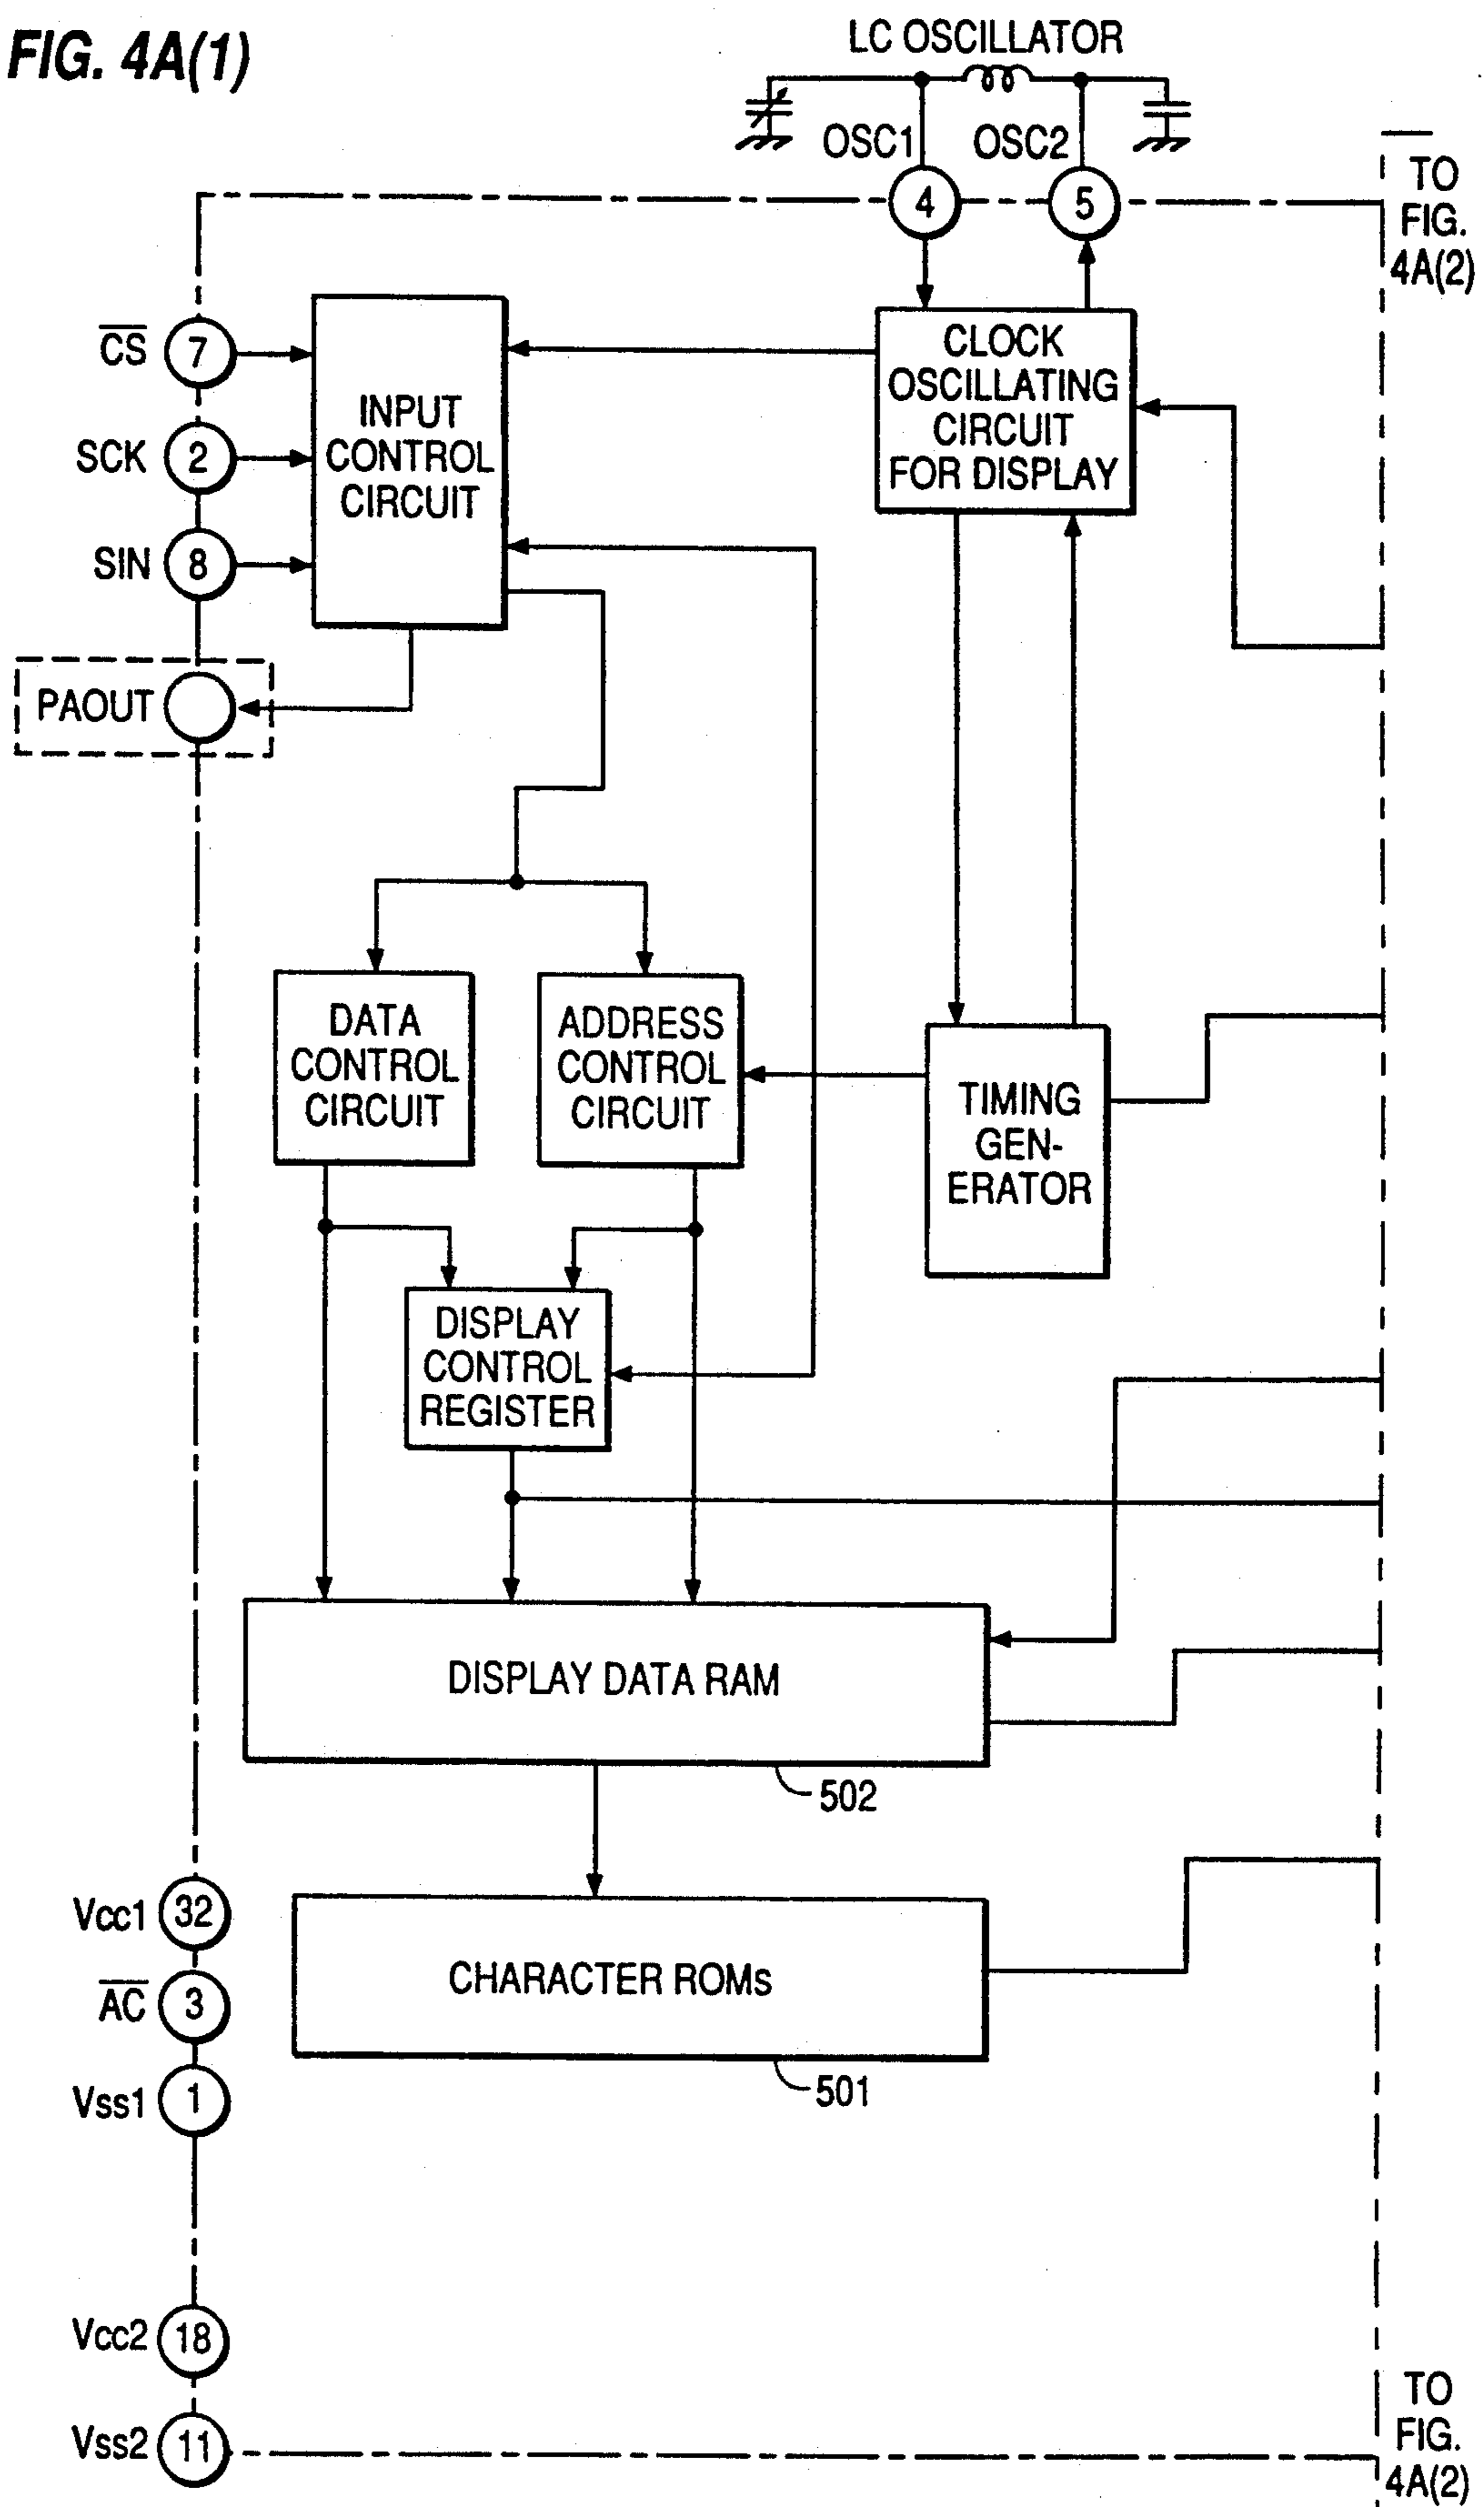 FIG. 4A(1)
LC OSCILLATOR
OSC1
OSC2
TO
FIG.
4A(2)
4
5
CS
7
SCK
2
SIN
8
PAOUT
INPUT
CONTROL
CIRCUIT
CLOCK
OSCILLATING
CIRCUIT
FOR DISPLAY
DATA
CONTROL
CIRCUIT
ADDRESS
CONTROL
CIRCUIT
TIMING
GEN-
ERATOR
DISPLAY
CONTROL
REGISTER
DISPLAY DATA RAM
502
CHARACTER ROMs
501
Vcc1
32
AC
3
Vss1
1
Vcc2
18
Vss2
11
TO
FIG.
4A(2)